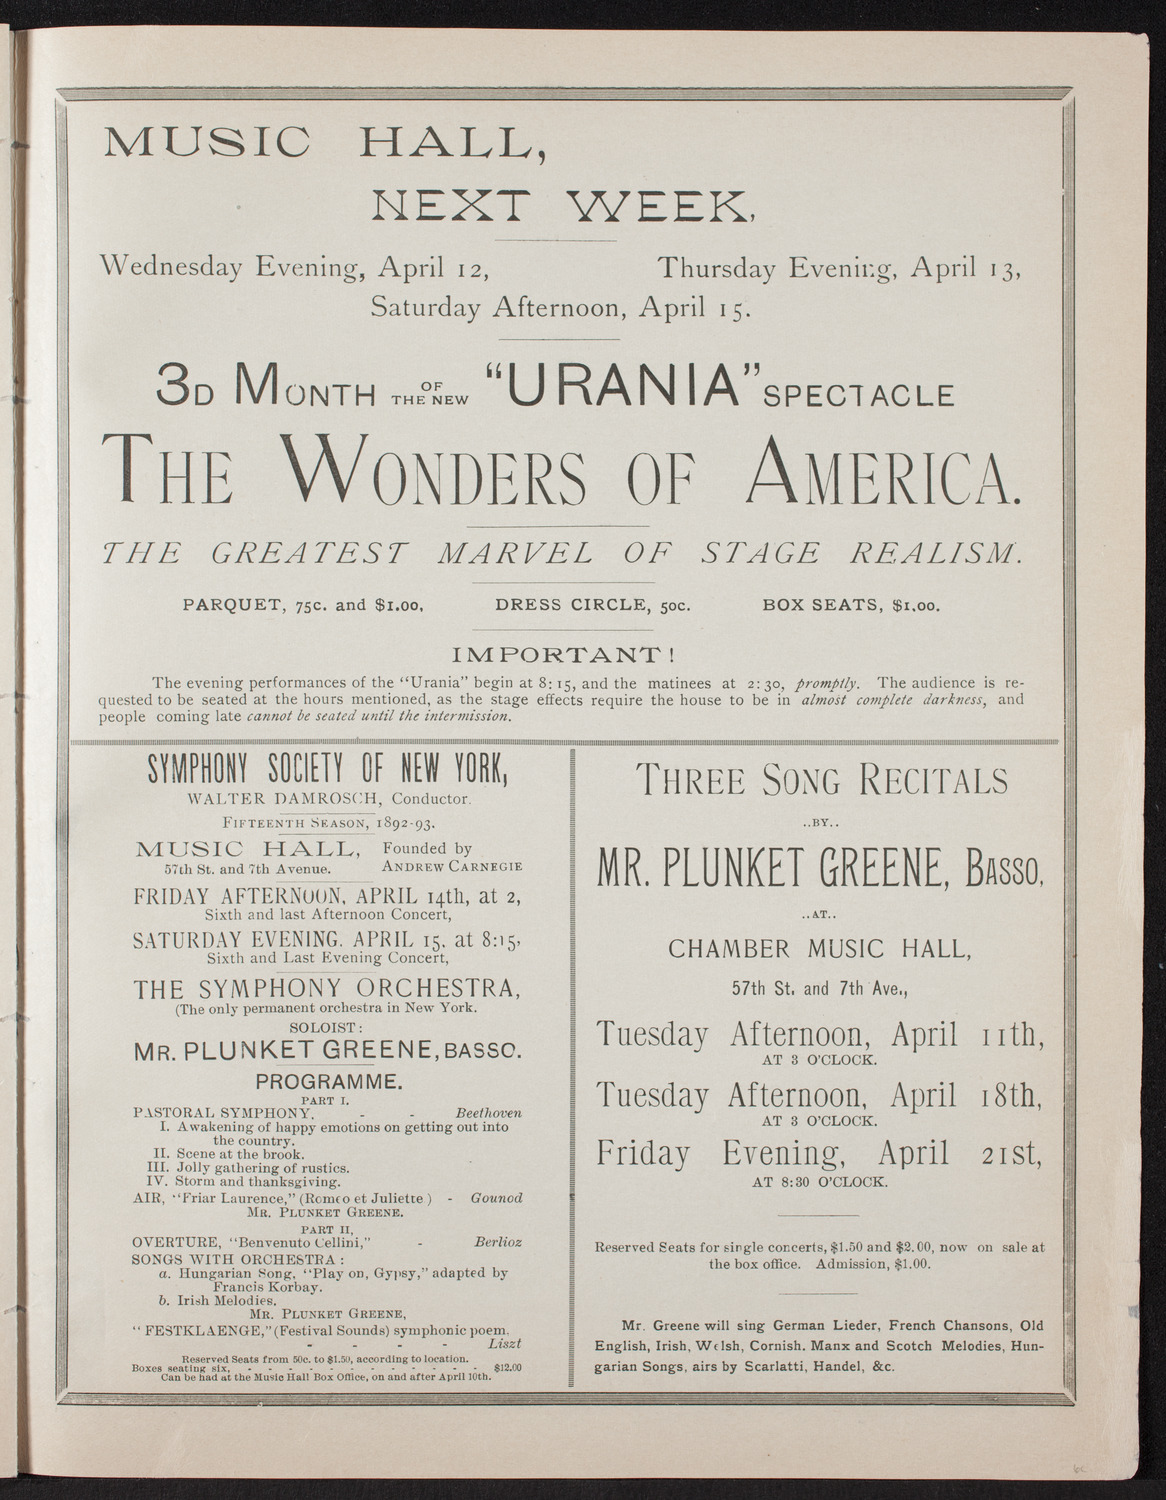 MUSIC HALL,
NEXT WEEK,
Wednesday Evening, April 12, Thursday Evening, April 13,
Saturday Afternoon, April 15.
3D MONTH OF THE NEW "URANIA" SPECTACLE
THE WONDERS OF AMERICA.
THE GREATEST MARVEL OF STAGE REALISM.
PARQUET, 75c. and $1.00, DRESS CIRCLE, 50c. BOX SEATS, $1.00.
IMPORTANT!
The evening performances of the "Urania" begin at 8:15, and the matinees at 2:30, promptly. The audience is re-
quested to be seated at the hours mentioned, as the stage effects require the house to be in almost complete darkness, and
people coming late cannot be seated until the intermission.
SYMPHONY SOCIETY OF NEW YORK,
WALTER DAMROSCH, Conductor.
FIFTEENTH SEASON, 1892-93.
MUSIC HALL, Founded by
57th St. and 7th Avenue. ANDREW CARNEGIE
FRIDAY AFTERNOON, APRIL 14th, at 2,
Sixth and last Afternoon Concert,
SATURDAY EVENING. APRIL 15, at 8:15,
Sixth and Last Evening Concert,
THE SYMPHONY ORCHESTRA,
(The only permanent orchestra in New York.
SOLOIST:
MR. PLUNKET GREENE, BASSO.
PROGRAMME.
PART I.
PASTORAL SYMPHONY, - - Beethoven
I. Awakening of happy emotions on getting out into
the country.
II. Scene at the brook.
III. Jolly gathering of rustics.
IV. Storm and thanksgiving.
AIR, "Friar Laurence," (Romeo et Juliette ) - Gounod
MR. PLUNKET GREENE.
PART II,
OVERTURE, "Benvenuto Cellini," - Berlioz
SONGS WITH ORCHESTRA:
a. Hungarian Song, "Play on, Gypsy," adapted by
Francis Korbay.
b. Irish Melodies,
MR. PLUNKET GREENE,
"FESTKLAENGE," (Festival Sounds) symphonic poem,
- - - - Liszt
Reserved Seats from 50c. to $1.50, according to location.
Boxes seating six, - - - - - - - - - - $12.00
Can be had at the Music Hall Box Office, on and after April 10th.
THREE SONG RECITALS
..BY..
MR. PLUNKET GREENE, BASSO,
..AT..
CHAMBER MUSIC HALL,
57th St. and 7th Ave.,
Tuesday Afternoon, April 11th,
AT 3 O'CLOCK.
Tuesday Afternoon, April 18th,
AT 3 O'CLOCK.
Friday Evening, April 21st,
AT 8:30 O'CLOCK.
Reserved Seats for single concerts, $1.50 and $2.00, now on sale at
the box office. Admission, $1.00.
Mr. Greene will sing German Lieder, French Chansons, Old
English, Irish, Welsh, Cornish. Manx and Scotch Melodies, Hun-
garian Songs, airs by Scarlatti, Handel, &c.